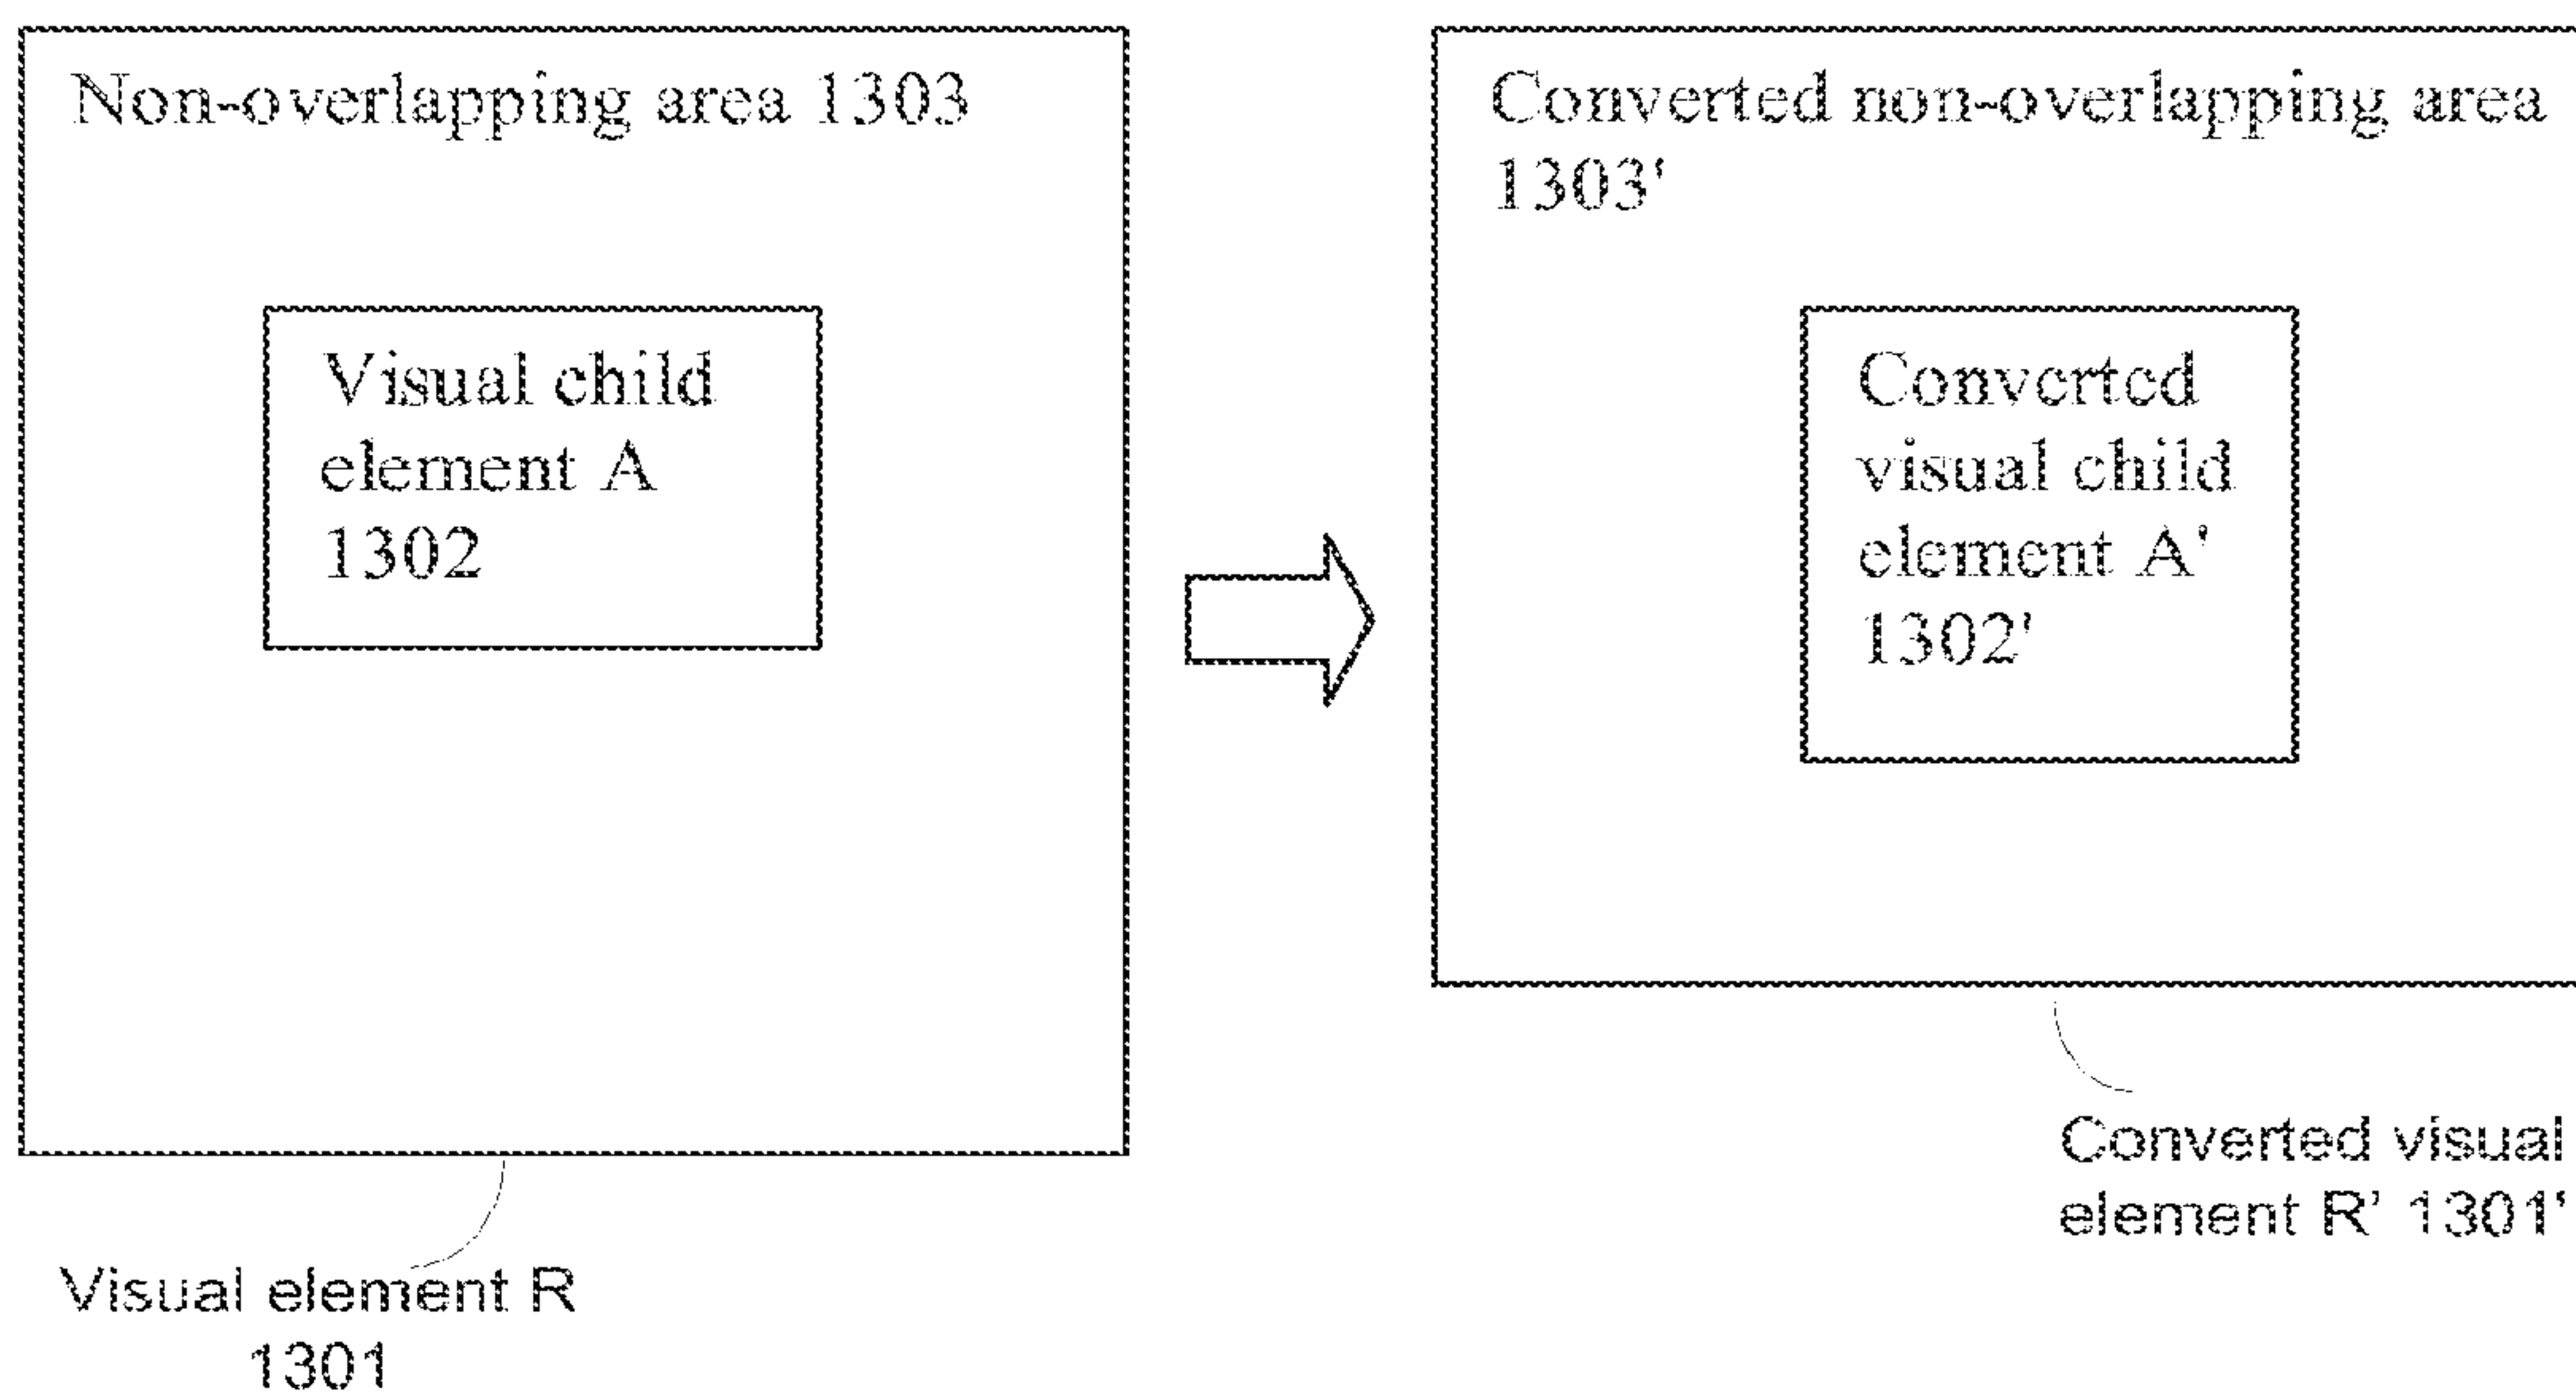 Non-overlapping area 1303
Visual child
element A
1302
Visual element R
1301
Converted non-overlapping area
1303'
Converted
visual child
element A'
1302'
Converted visual
element R’ 1301'